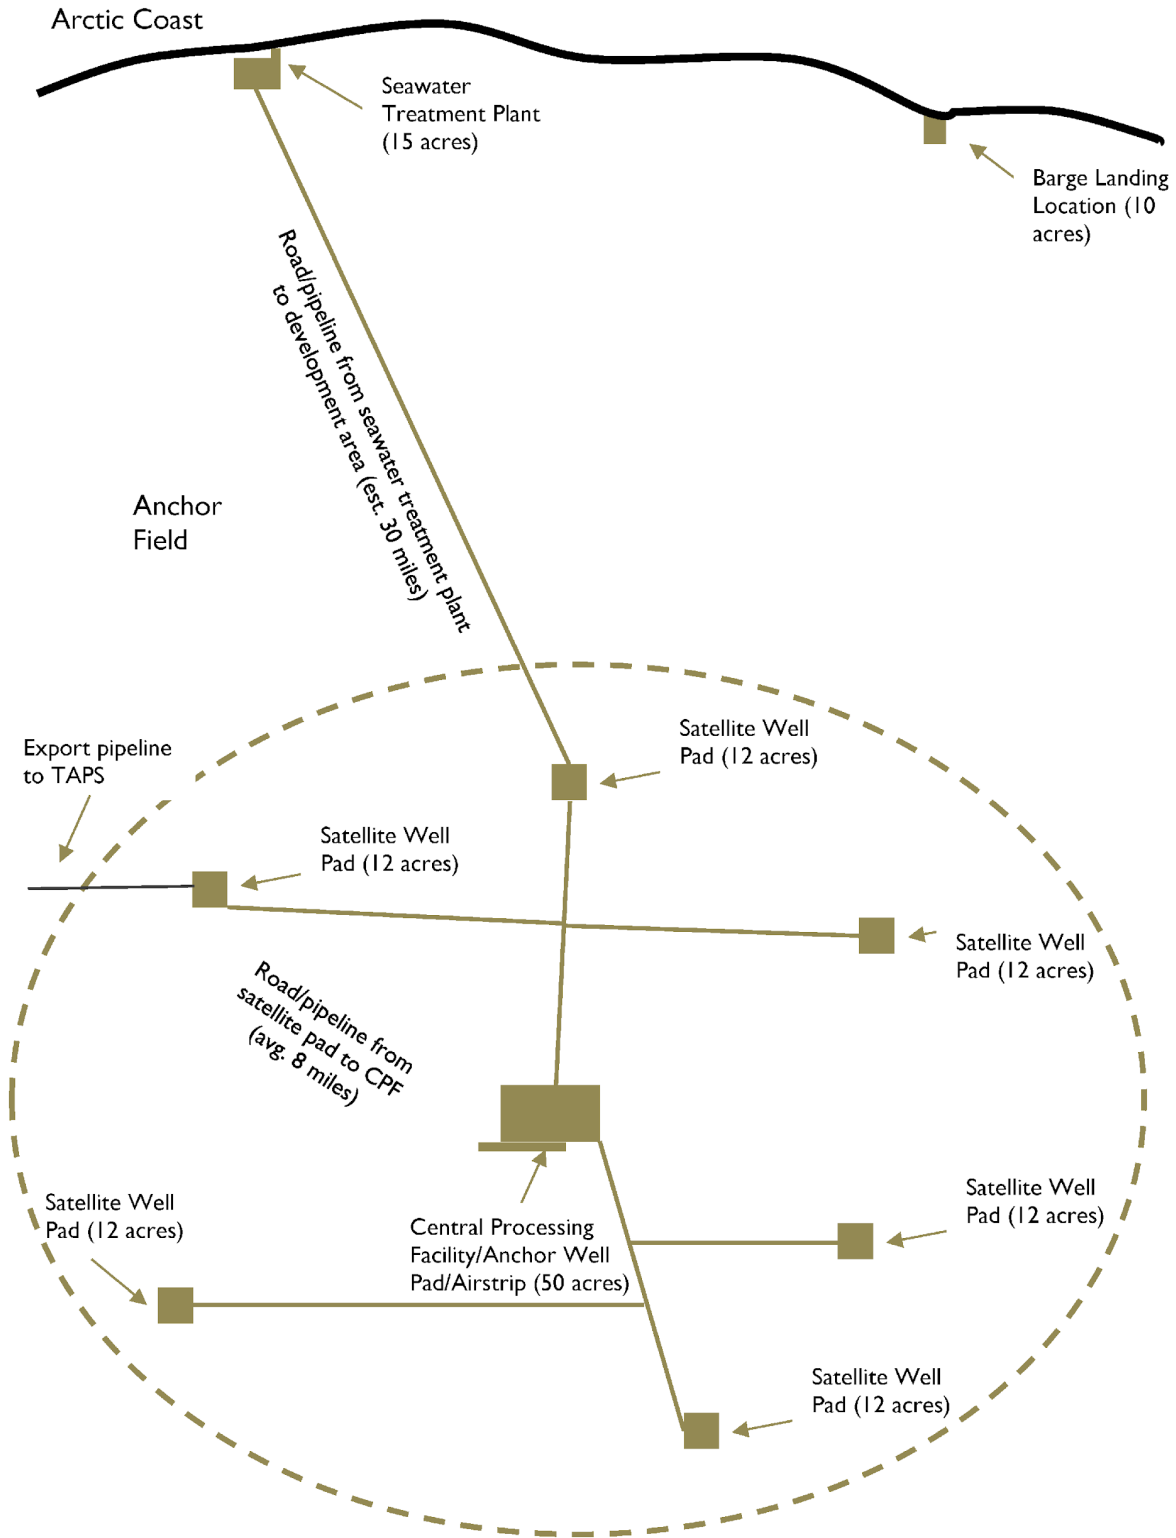 Arctic Coast
Seawater
Treatment Plant
(15 acres)
Barge Landing
Location (10
acres)
Road/pipeline from seawater treatment plant
to development area (est. 30 miles)
Anchor
Field
Satellite Well
Pad (12 acres)
Export pipeline
to TAPS
Satellite Well
Pad (12 acres)
Satellite Well
Pad (12 acres)
Road/pipeline from
satellite pad to CPF
(avg. 8 miles)
Satellite Well
Pad (12 acres)
Satellite Well
Pad (12 acres)
Central Processing
Facility/Anchor Well
Pad/Airstrip (50 acres)
Satellite Well
Pad (12 acres)